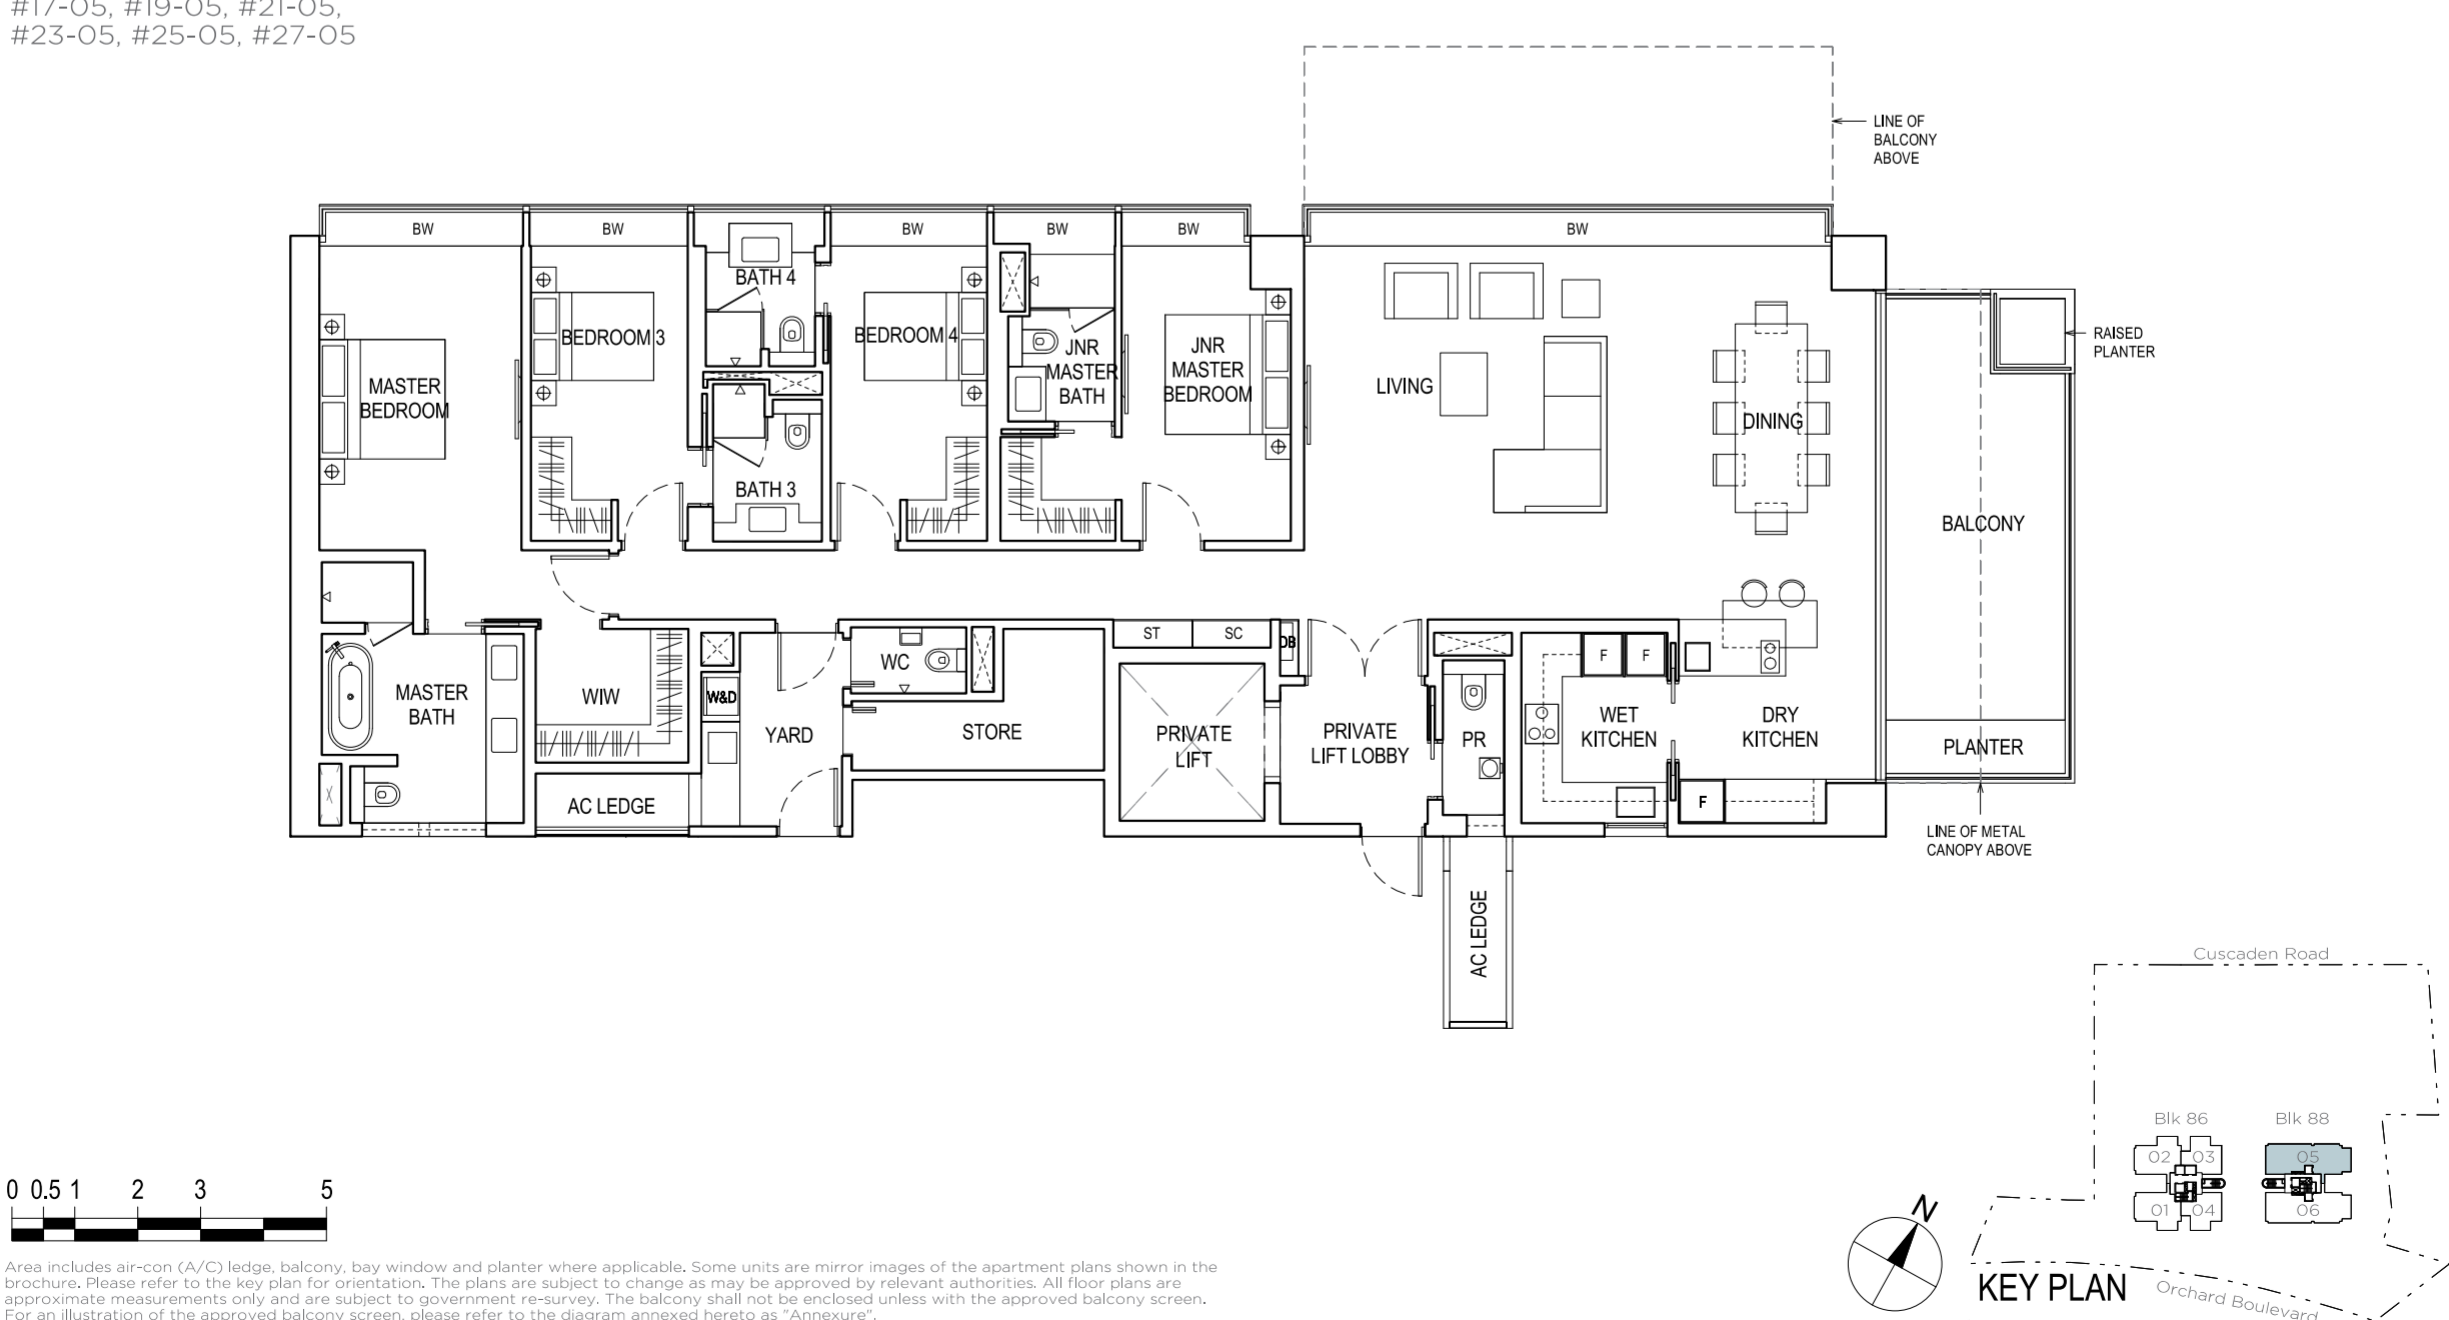 #17-05, #19-05, #21-05,
#23-05, #25-05, #27-05
LINE OF
BALCONY
ABOVE
BW
BW
BW
BW
BW
BW
BATH 4
BEDROOM 3
BEDROOM 4
JNR
MASTER
BATH
JNR
MASTER
BEDROOM
MASTER
BEDROOM
LIVING
DINING
RAISED
PLANTER
BATH 3
BALCONY
ST
SC
DB
WC
F
F
MASTER
BATH
WIW
W&D
YARD
STORE
PRIVATE
LIFT
PRIVATE
LIFT LOBBY
PR
WET
KITCHEN
DRY
KITCHEN
PLANTER
AC LEDGE
F
LINE OF METAL
CANOPY ABOVE
AC LEDGE
Cuscaden Road
Blk 86
Blk 88
02
03
05
01
04
06
0 0.5 1 2 3 5
N
KEY PLAN
Orchard Boulevard
Area includes air-con (A/C) ledge, balcony, bay window and planter where applicable. Some units are mirror images of the apartment plans shown in the
brochure. Please refer to the key plan for orientation. The plans are subject to change as may be approved by relevant authorities. All floor plans are
approximate measurements only and are subject to government re-survey. The balcony shall not be enclosed unless with the approved balcony screen.
For an illustration of the approved balcony screen, please refer to the diagram annexed hereto as "Annexure".